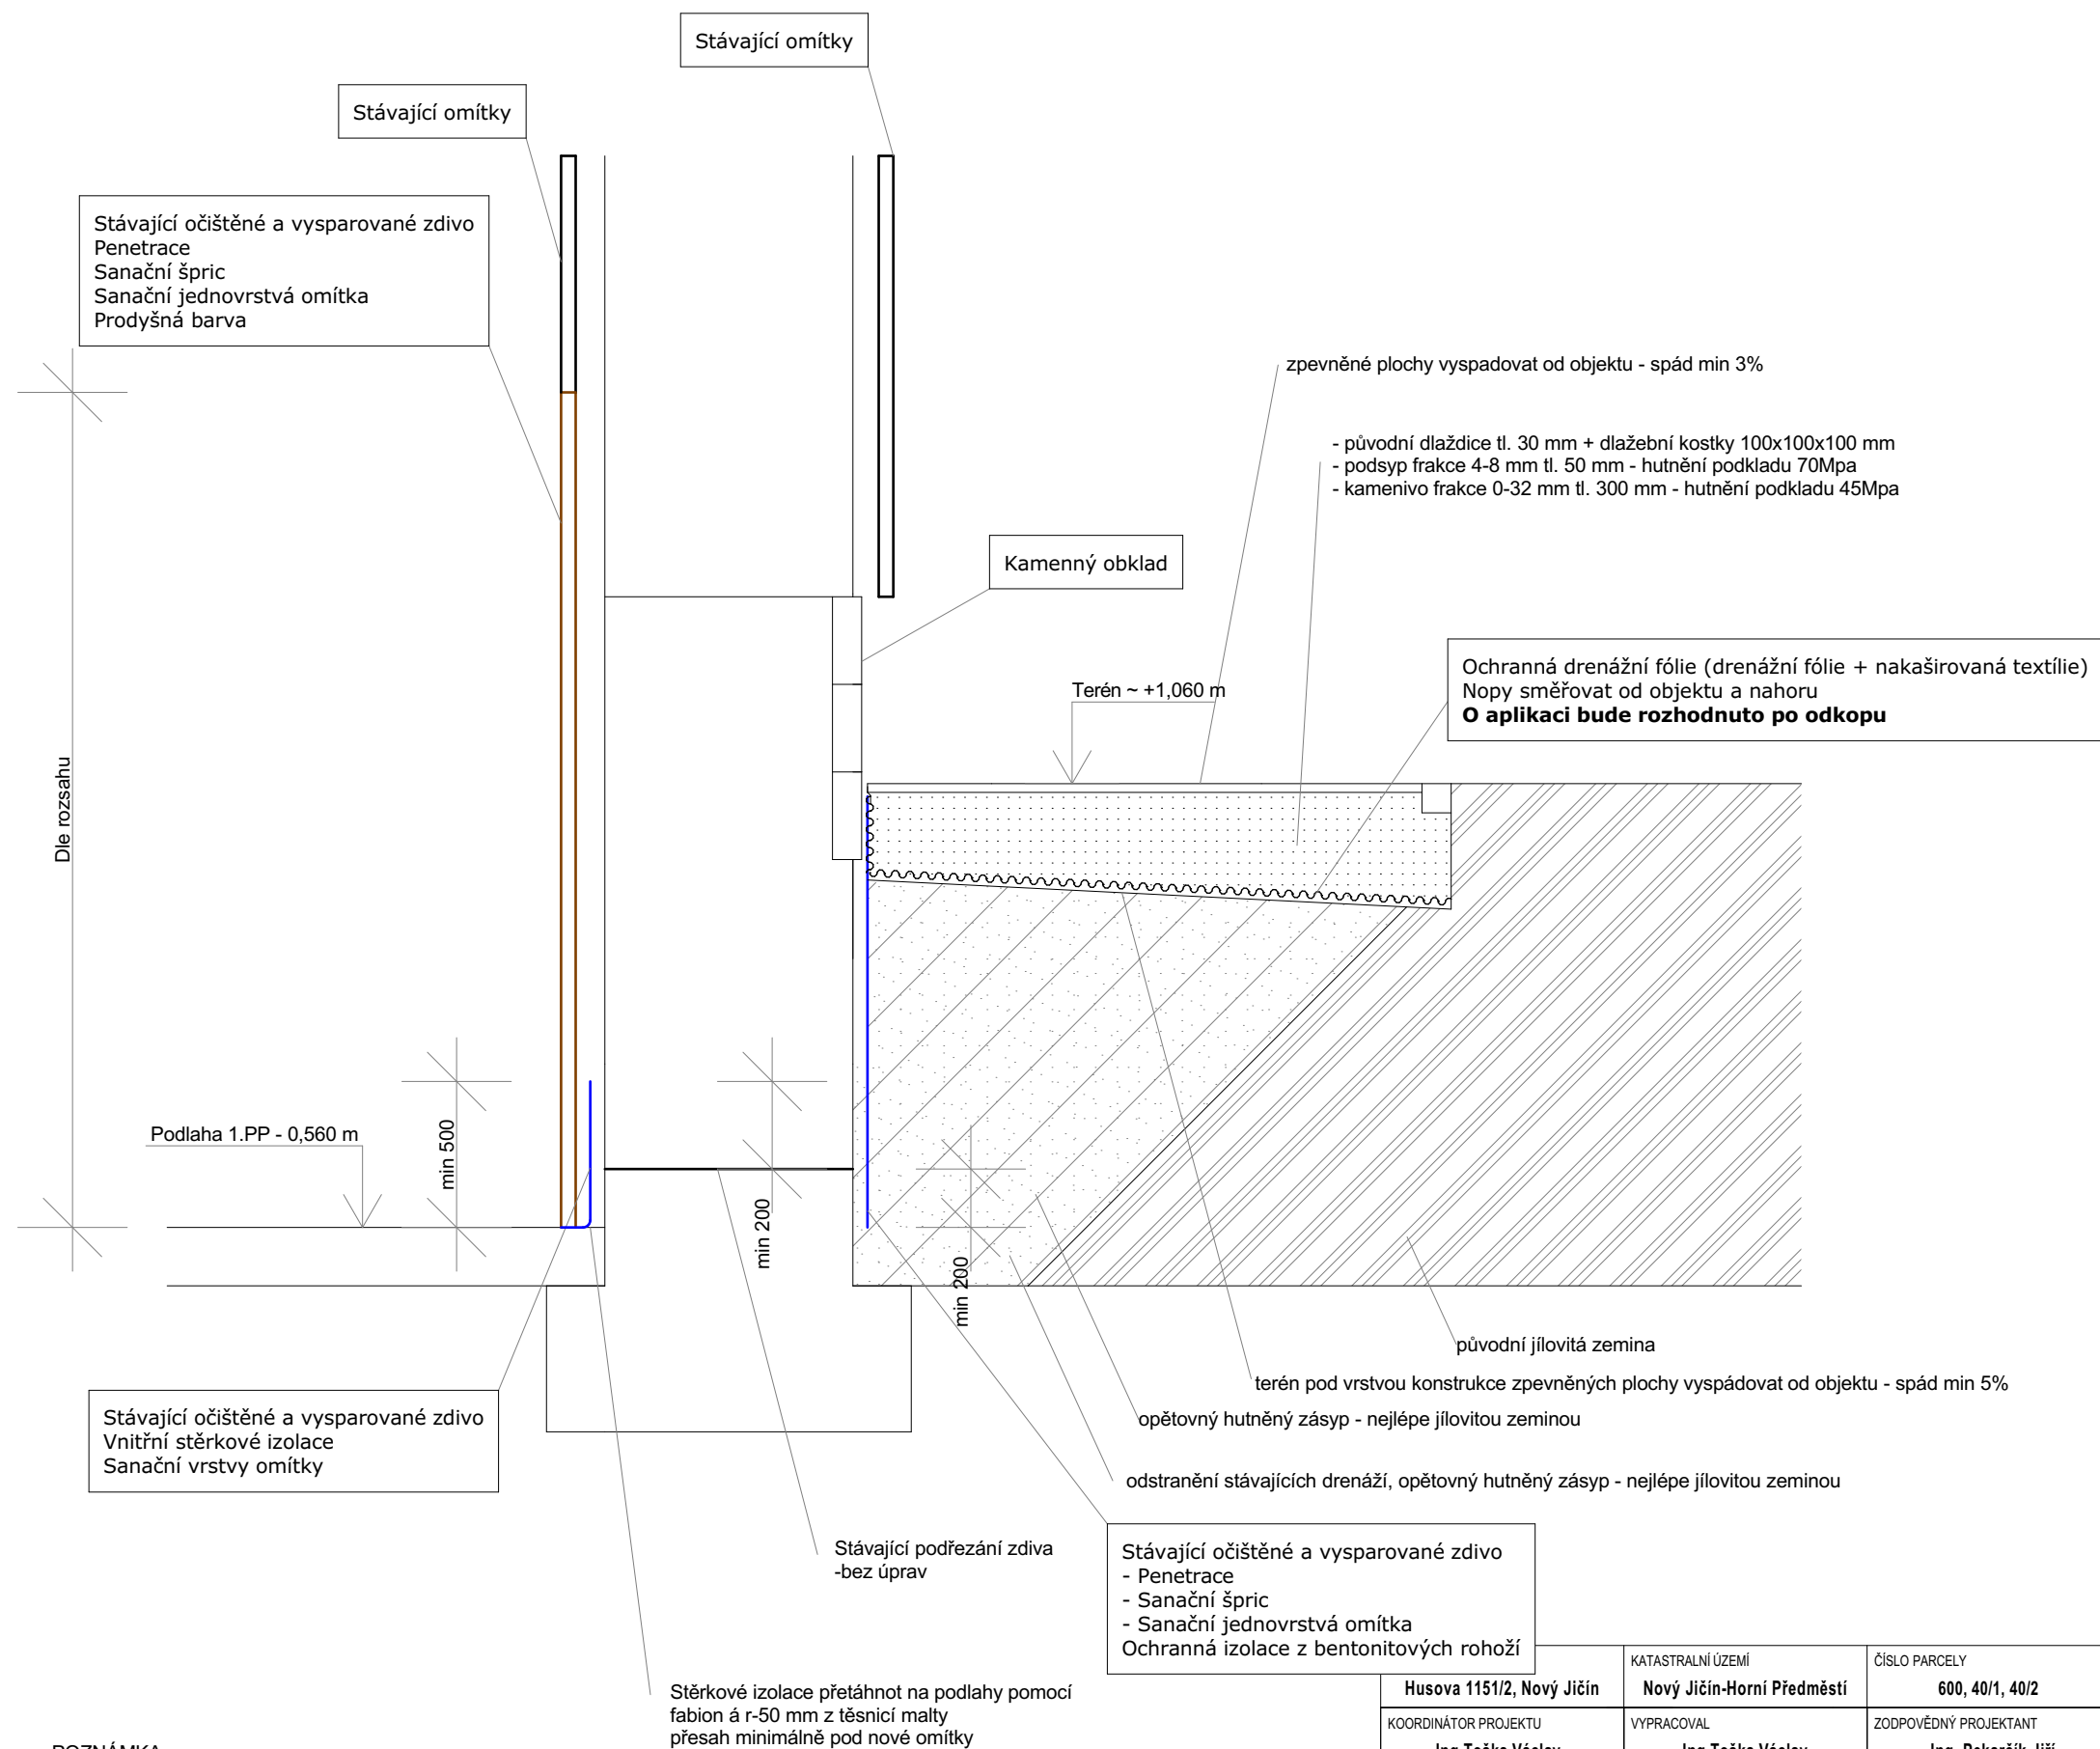 Stávající omítky
Stávající omítky
Stávající očištěné a vysparované zdivo
Penetrace
Sanační špric
Sanační jednovrstvá omítka
Prodyšná barva
zpevněné plochy vyspadovat od objektu - spád min 3%
- původní dlaždice tl. 30 mm + dlažební kostky 100x100x100 mm
- podsyp frakce 4-8 mm tl. 50 mm - hutnění podkladu 70Mpa
- kamenivo frakce 0-32 mm tl. 300 mm - hutnění podkladu 45Mpa
Kamenný obklad
Ochranná drenážní fólie (drenážní fólie + nakaširovaná textílie)
Nopy směřovat od objektu a nahoru
O aplikaci bude rozhodnuto po odkopu
Terén ~ +1,060 m
Dle rozsahu
Podlaha 1.PP - 0,560 m
min 500
min 200
min 200
původní jílovitá zemina
terén pod vrstvou konstrukce zpevněných plochy vyspádovat od objektu - spád min 5%
opětovný hutněný zásyp - nejlépe jílovitou zeminou
odstranění stávajících drenáží, opětovný hutněný zásyp - nejlépe jílovitou zeminou
Stávající očištěné a vysparované zdivo
Vnitřní stěrkové izolace
Sanační vrstvy omítky
Stávající podřezání zdiva
-bez úprav
Stávající očištěné a vysparované zdivo
- Penetrace
- Sanační špric
- Sanační jednovrstvá omítka
Ochranná izolace z bentonitových rohoží
Stěrkové izolace přetáhnot na podlahy pomocí
fabion á r-50 mm z těsnicí malty
přesah minimálně pod nové omítky
KATASTRALNÍ ÚZEMÍ
ČÍSLO PARCELY
Husova 1151/2, Nový Jičín
Nový Jičín-Horní Předměstí
600, 40/1, 40/2
KOORDINÁTOR PROJEKTU
VYPRACOVAL
ZODPOVĚDNÝ PROJEKTANT
POZNÁMKA